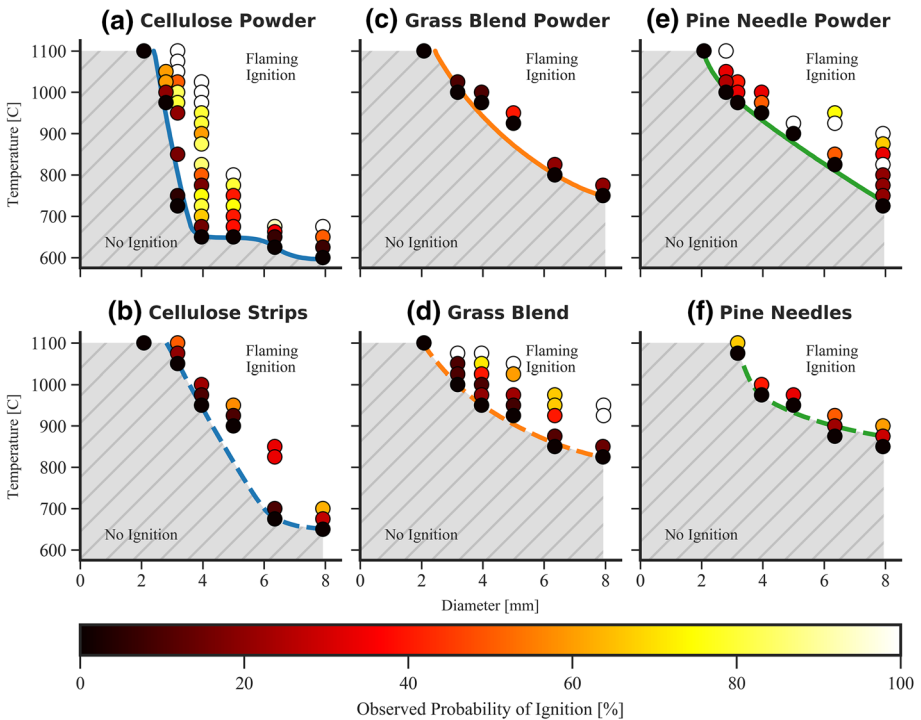 (a) Cellulose Powder
(c) Grass Blend Powder
(e) Pine Needle Powder
Temperature [C]
1100
1000
900
800
700
600
Flaming
Ignition
No Ignition
Flaming
Ignition
No Ignition
Flaming
Ignition
No Ignition
(b) Cellulose Strips
(d) Grass Blend
(f) Pine Needles
Temperature [C]
1100
1000
900
800
700
600
Flaming
Ignition
No Ignition
Flaming
Ignition
No Ignition
Flaming
Ignition
No Ignition
0 2 4 6 8
0 2 4 6 8
0 2 4 6 8
Diameter [mm]
0 20 40 60 80 100
Observed Probability of Ignition [%]